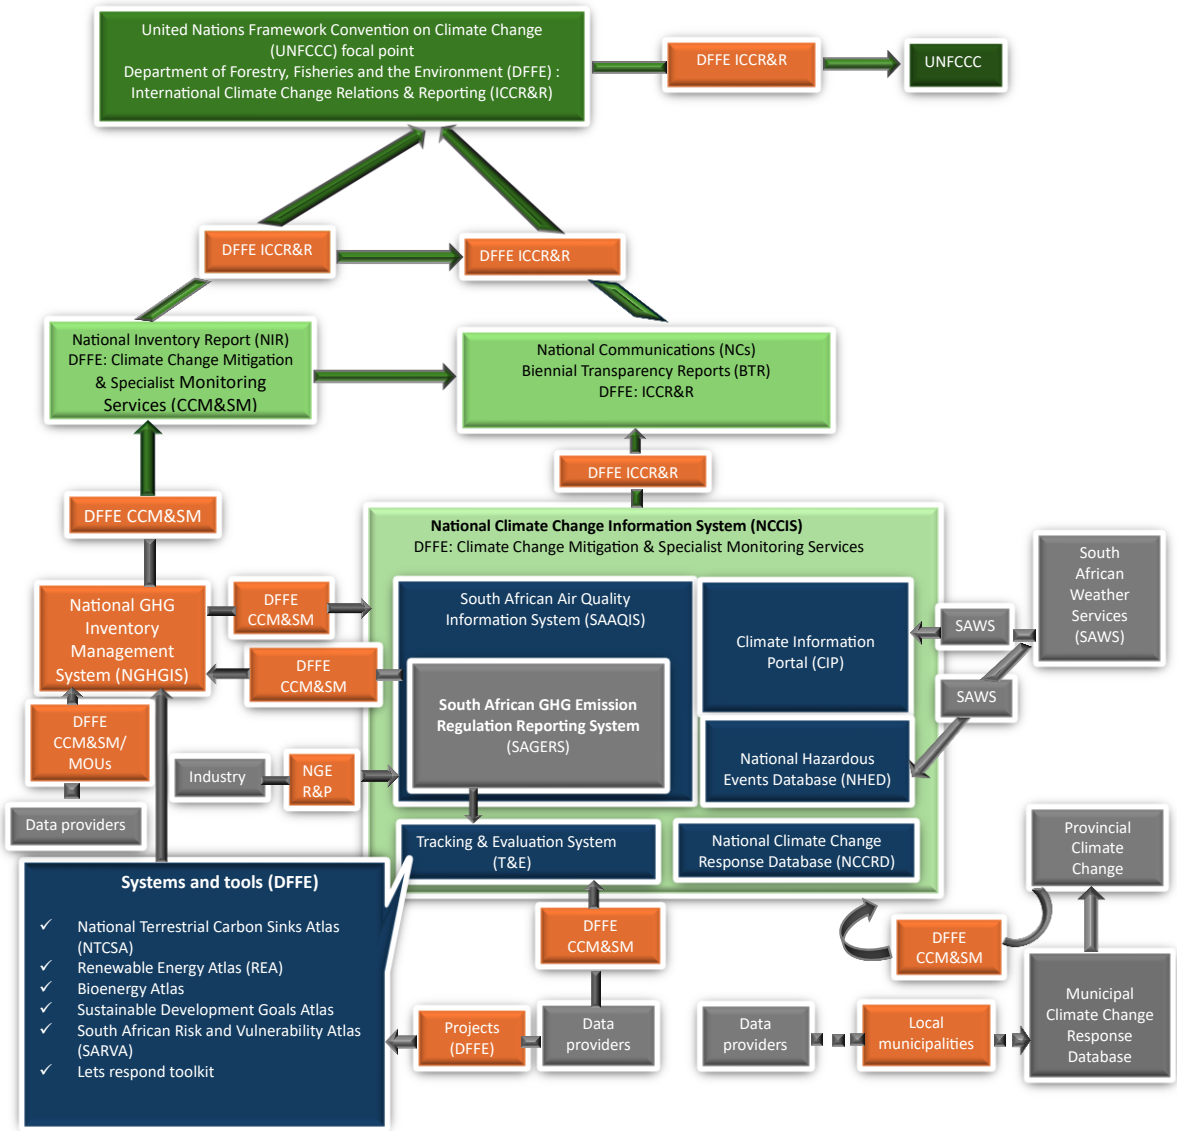 United Nations Framework Convention on Climate Change
(UNFCCC) focal point
Department of Forestry, Fisheries and the Environment (DFFE) :
International Climate Change Relations & Reporting (ICCR&R)
DFFE ICCR&R
UNFCCC
DFFE ICCR&R
DFFE ICCR&R
National Inventory Report (NIR)
DFFE: Climate Change Mitigation
& Specialist Monitoring
Services (CCM&SM)
National Communications (NCs)
Biennial Transparency Reports (BTR)
DFFE: ICCR&R
DFFE ICCR&R
DFFE CCM&SM
National Climate Change Information System (NCCIS)
DFFE: Climate Change Mitigation & Specialist Monitoring Services
National GHG
Inventory
Management
System (NGHGIS)
DFFE
CCM&SM
DFFE
CCM&SM
South African Air Quality
Information System (SAAQIS)
South African GHG Emission
Regulation Reporting System
(SAGERS)
Climate Information
Portal (CIP)
National Hazardous
Events Database (NHED)
SAWS
SAWS
South
African
Weather
Services
(SAWS)
DFFE
CCM&SM/
MOUs
Data providers
Industry
NGE
R&P
Tracking & Evaluation System
(T&E)
National Climate Change
Response Database (NCCRD)
Provincial
Climate
Change
DFFE
CCM&SM
DFFE
CCM&SM
Systems and tools (DFFE)
✓ National Terrestrial Carbon Sinks Atlas
(NTCSA)
✓ Renewable Energy Atlas (REA)
✓ Bioenergy Atlas
✓ Sustainable Development Goals Atlas
✓ South African Risk and Vulnerability Atlas
(SARVA)
✓ Lets respond toolkit
Projects
(DFFE)
Data
providers
Data
providers
Local
municipalities
Municipal
Climate Change
Response
Database